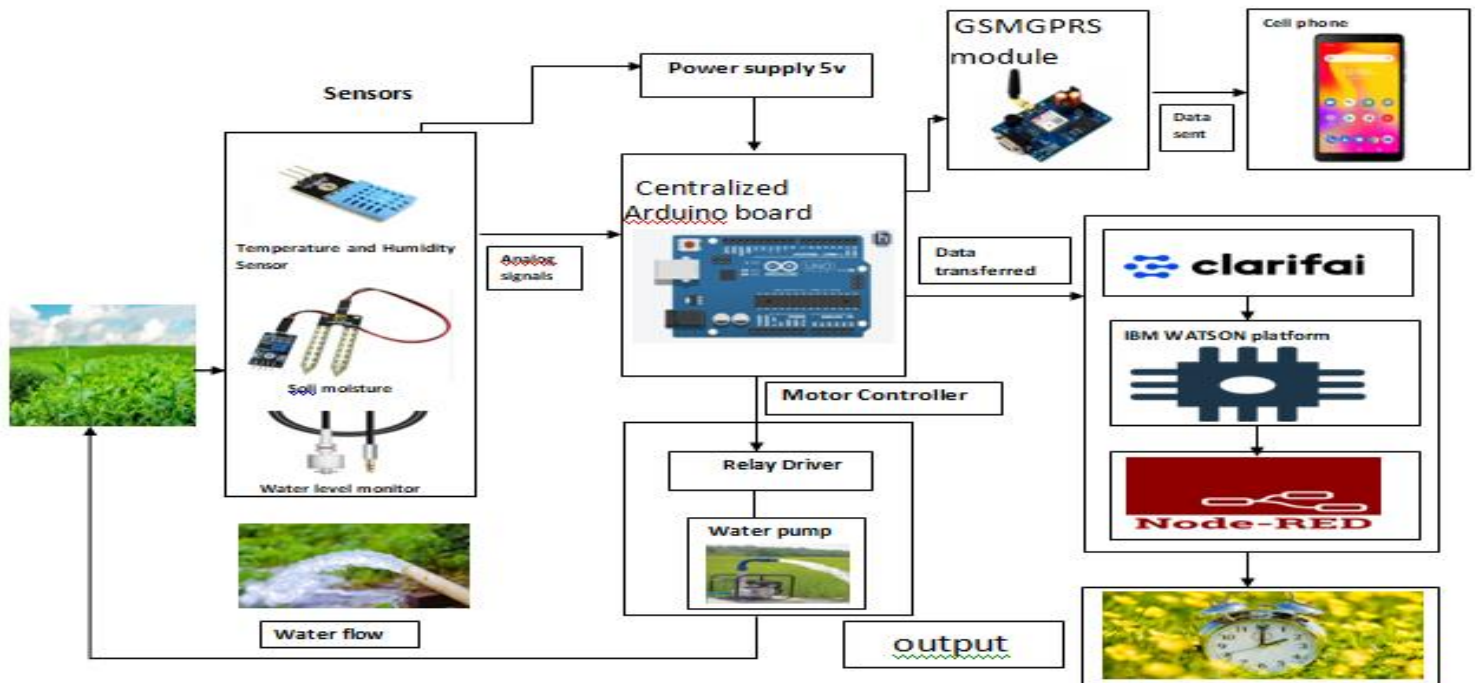 GSMGPRS
module
Cell phone
Power supply 5v
Sensors
Data
sent
Centralized
Arduino board
Temperature and Humidity
Sensor
Analog
signals
Data
transferred
clarifai
UNO
IBM WATSON platform
Soil moisture
Motor Controller
Relay Driver
Water level monitor
Node-RED
Water pump
Water flow
output